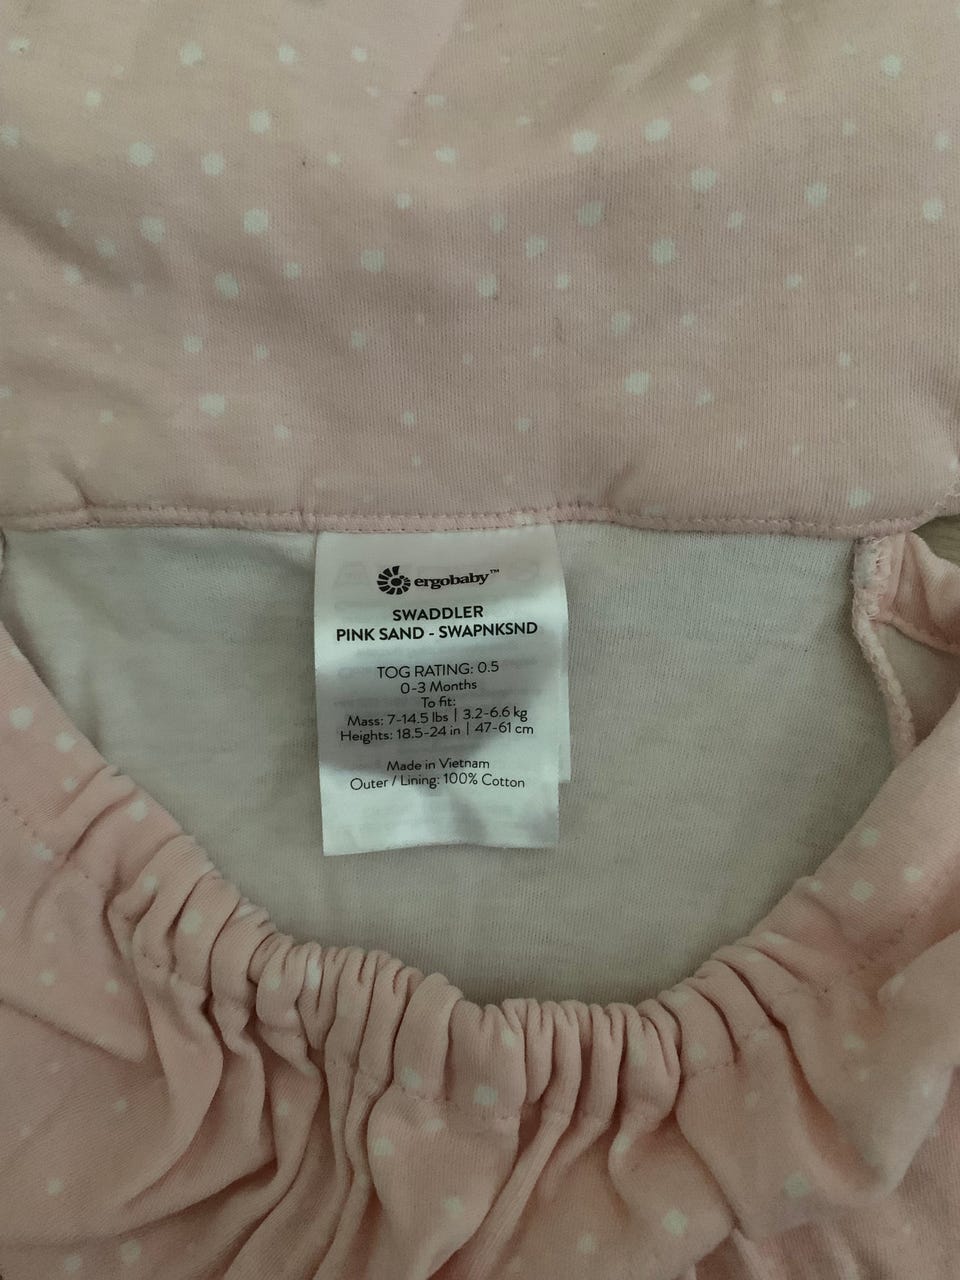 ergobaby™
SWADDLER
PINK SAND - SWAPNKSND
TOG RATING: 0.5
0-3 Months
To fit:
Mass: 7-14.5 lbs | 3.2-6.6 kg
Heights: 18.5-24 in | 47-61 cm
Made in Vietnam
Outer / Lining: 100% Cotton